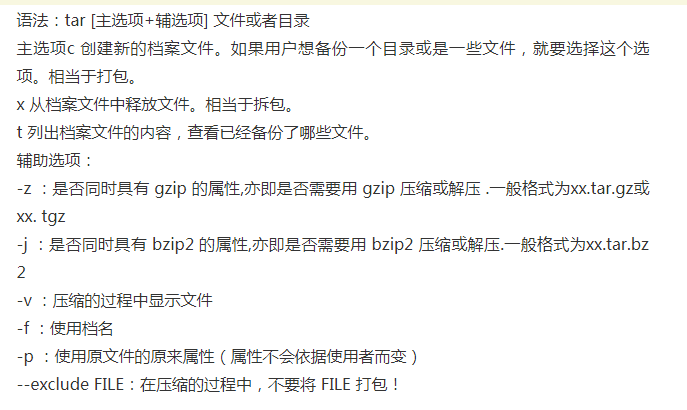 语法：tar [主选项+辅选项] 文件或者目录
主选项c 创建新的档案文件。如果用户想备份一个目录或是一些文件，就要选择这个选
项。相当于打包。
x 从档案文件中释放文件。相当于拆包。
t 列出档案文件的内容，查看已经备份了哪些文件。
辅助选项：
-z ：是否同时具有 gzip 的属性,亦即是否需要用 gzip 压缩或解压 .一般格式为xx.tar.gz或
xx. tgz
-j ：是否同时具有 bzip2 的属性,亦即是否需要用 bzip2 压缩或解压.一般格式为xx.tar.bz
2
-v ：压缩的过程中显示文件
-f ：使用档名
-p ：使用原文件的原来属性（属性不会依据使用者而变）
--exclude FILE：在压缩的过程中，不要将 FILE 打包！